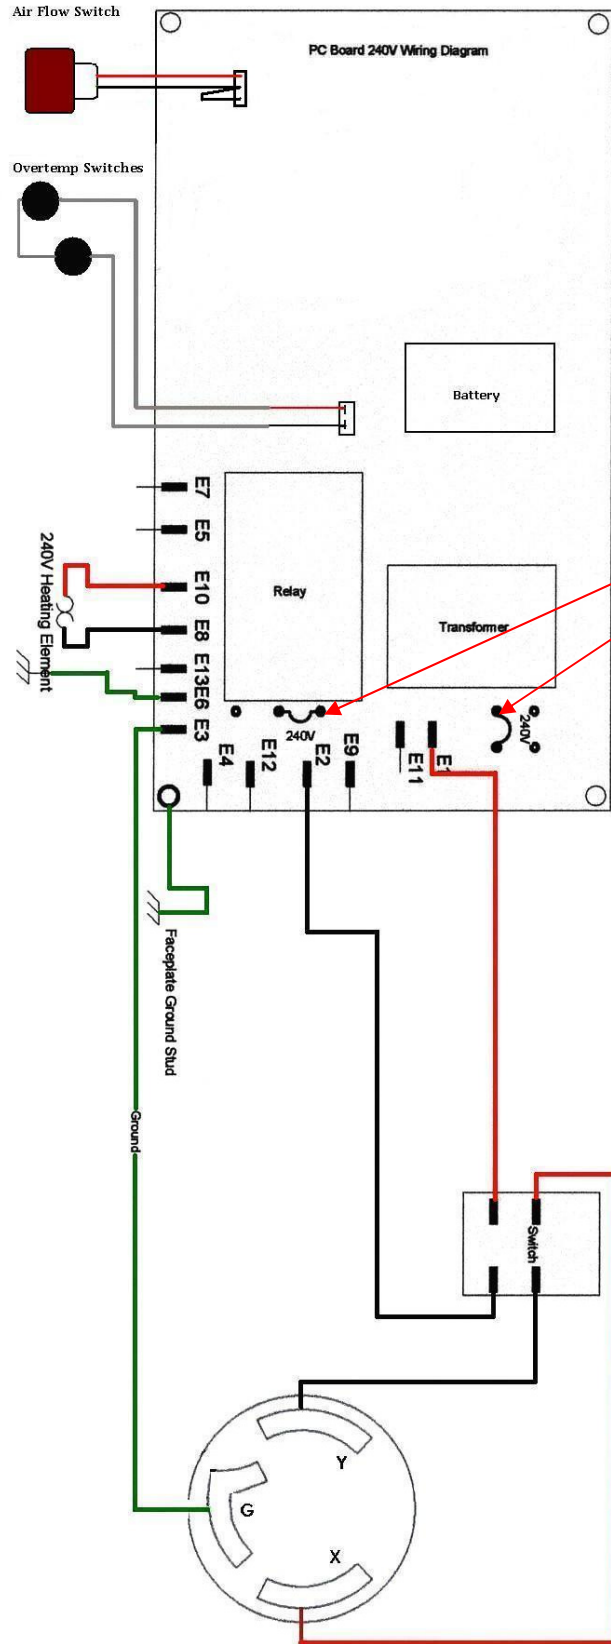 Air Flow Switch
PC Board 240V Wiring Diagram
Overtemp Switches
Battery
E7
E5
240V Heating Element
E10
Relay
E8
Transformer
E13
E6
E3
240V
240V
E4
E12
E2
E9
E11
E1
Faceplate Ground Stud
Ground
Switch
Y
G
X